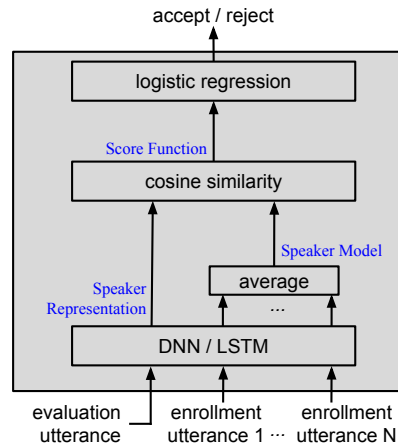 accept / reject
logistic regression
Score Function
cosine similarity
Speaker Model
average
Speaker
Representation
...
DNN / LSTM
evaluation
utterance
enrollment
utterance 1
...
enrollment
utterance N